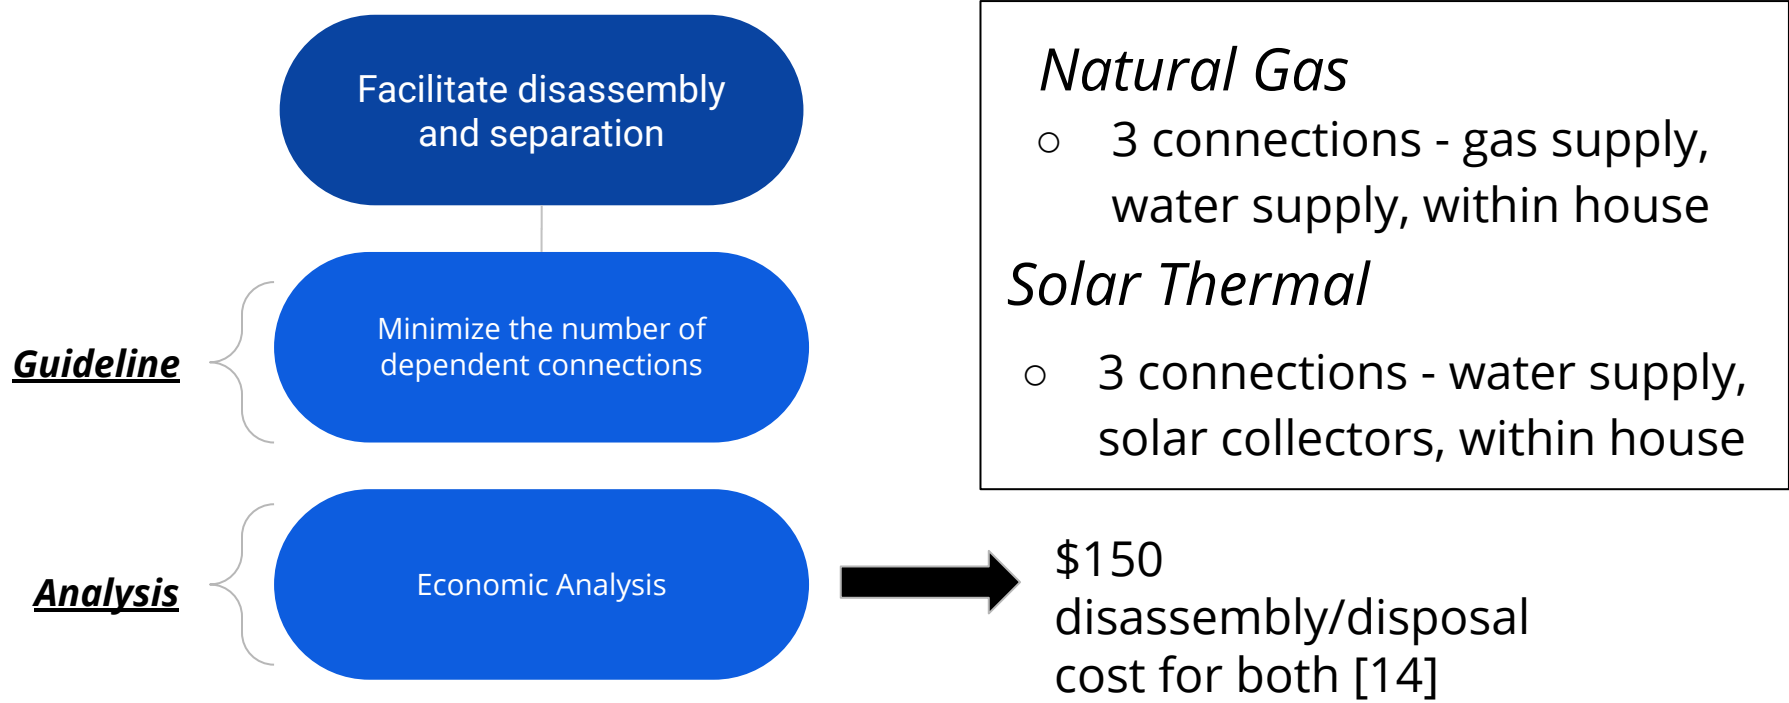 Facilitate disassembly
and separation
Guideline
Minimize the number of
dependent connections
Analysis
Economic Analysis
Natural Gas
○ 3 connections - gas supply,
water supply, within house
Solar Thermal
○ 3 connections - water supply,
solar collectors, within house
$150
disassembly/disposal
cost for both [14]